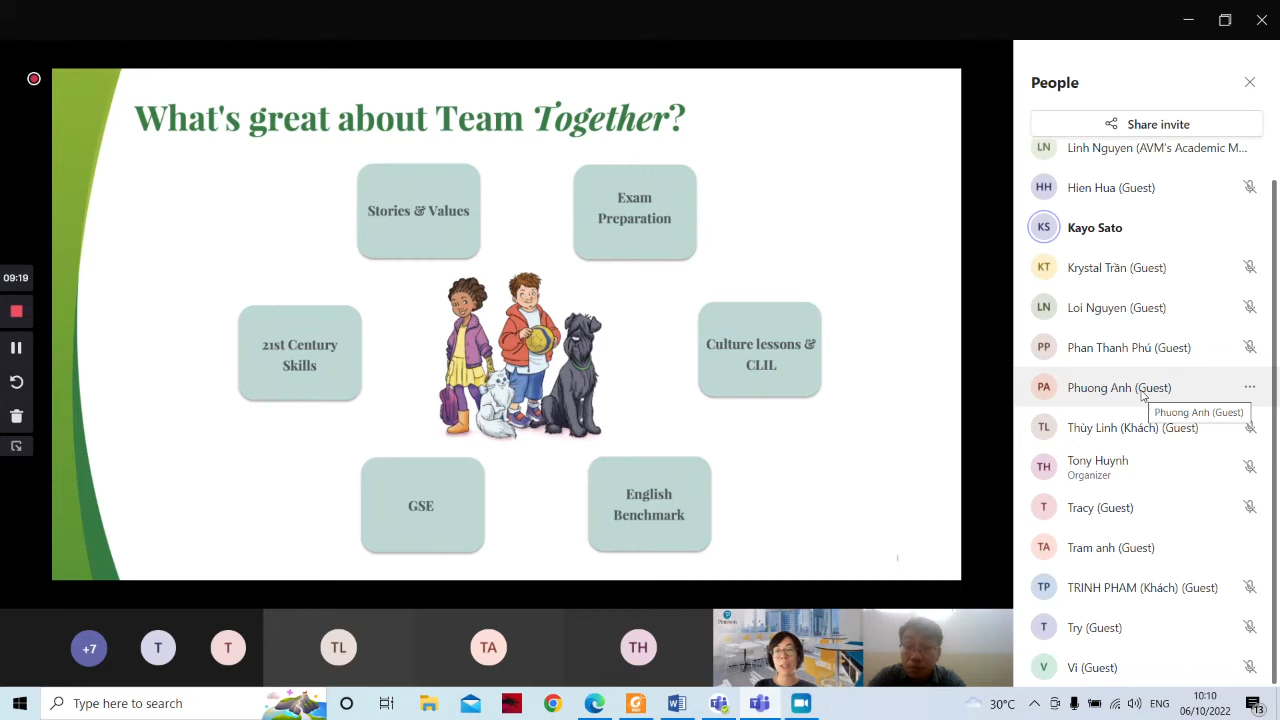 What's great about Team Together?
Stories & Values
Exam
Preparation
21st Century
Skills
Culture lessons &
CLIL
GSE
English
Benchmark
09:19
People
Share invite
LN Linh Nguyen (AVM's Academic M...
HH Hien Hua (Guest)
KS Kayo Sato
KT Krystal Trần (Guest)
LN Loi Nguyen (Guest)
PP Phan Thanh Phú (Guest)
PA Phuong Anh (Guest)
Phuong Anh (Guest)
TL Thùy Linh (Khách) (Guest)
TH Tony Huynh
Organizer
T Tracy (Guest)
TA Tram anh (Guest)
TP TRINH PHAM (Khách) (Guest)
T Try (Guest)
V Vi (Guest)
+7 T T TL TA TH
Pearson
Type here to search
30°C
ENG
10:10
06/10/2022
13